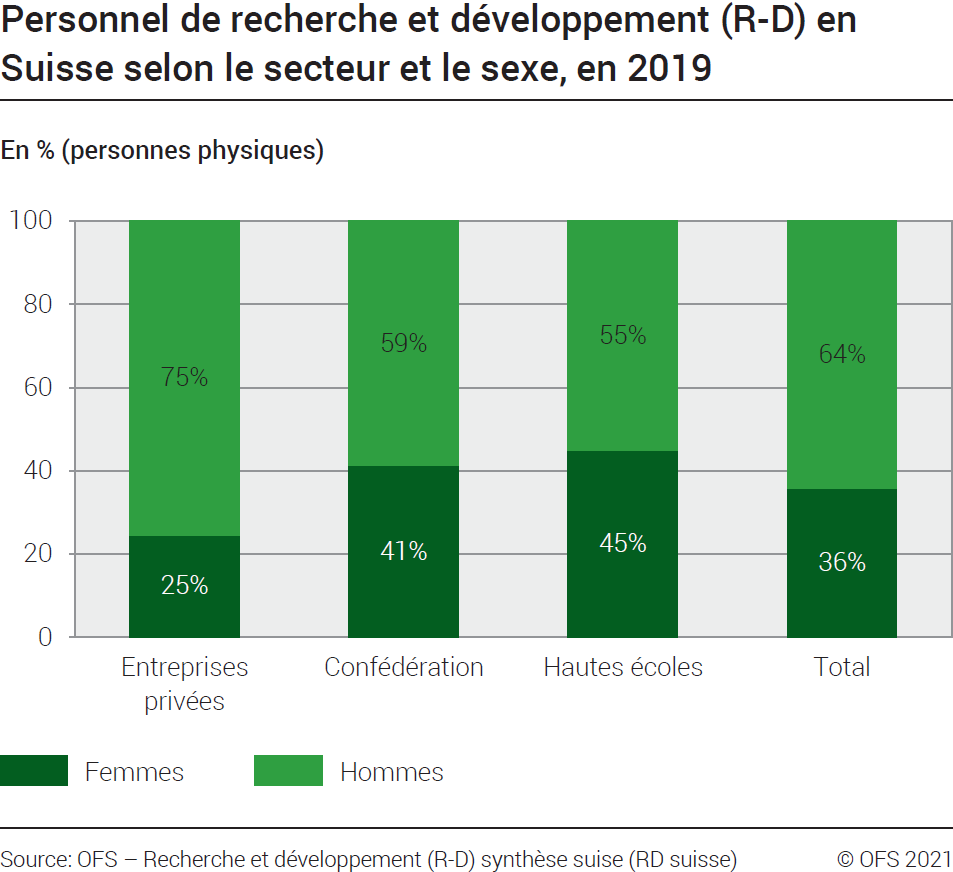 Personnel de recherche et développement (R-D) en
Suisse selon le secteur et le sexe, en 2019
En % (personnes physiques)
100
80
60
40
20
0
75%
59%
55%
64%
25%
41%
45%
36%
Entreprises
privées
Confédération
Hautes écoles
Total
Femmes
Hommes
Source: OFS – Recherche et développement (R-D) synthèse suise (RD suisse)
© OFS 2021